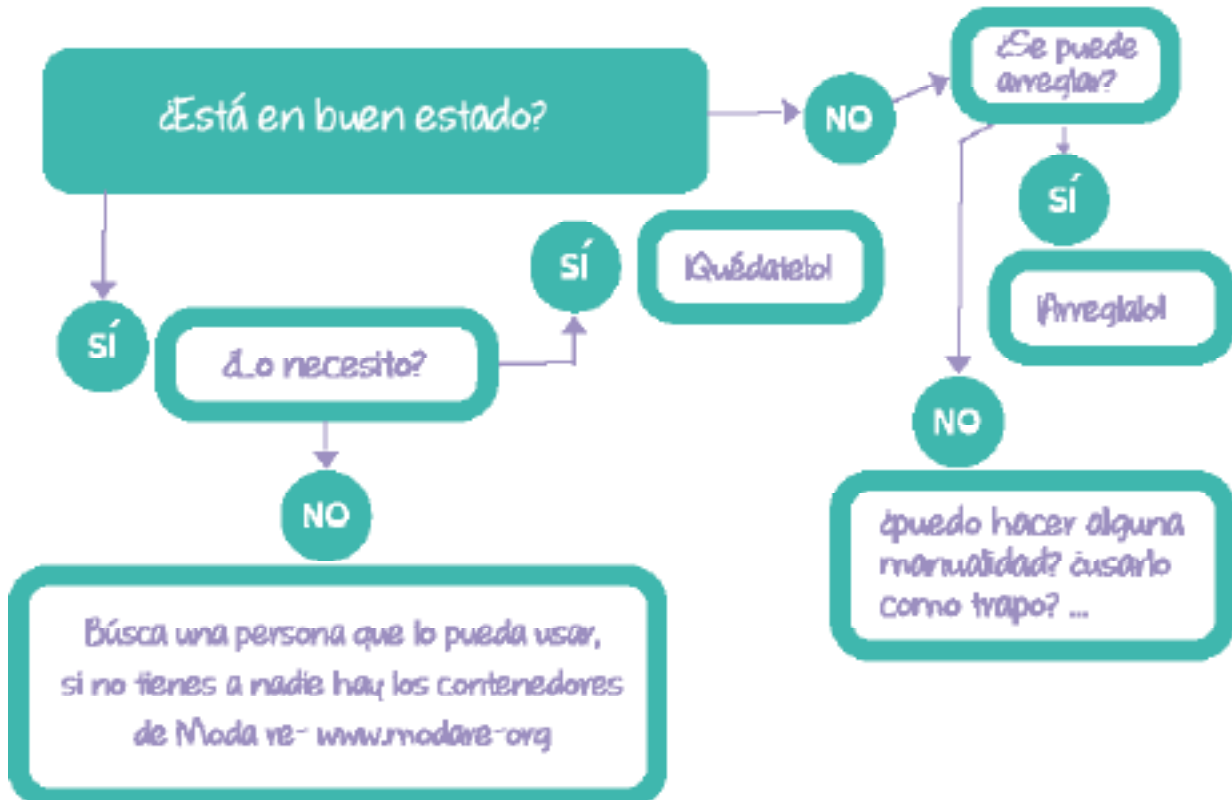 ¿Está en buen estado?
NO
¿Se puede
arreglar?
SÍ
¡Arreglalo!
NO
¿puedo hacer alguna
manualidad? ¿usarlo
como trapo? ...
SÍ
¿Lo necesito?
SÍ
¡Quédatelo!
NO
Búsca una persona que lo pueda usar,
si no tienes a nadie hay los contenedores
de Moda re- www.modare-org